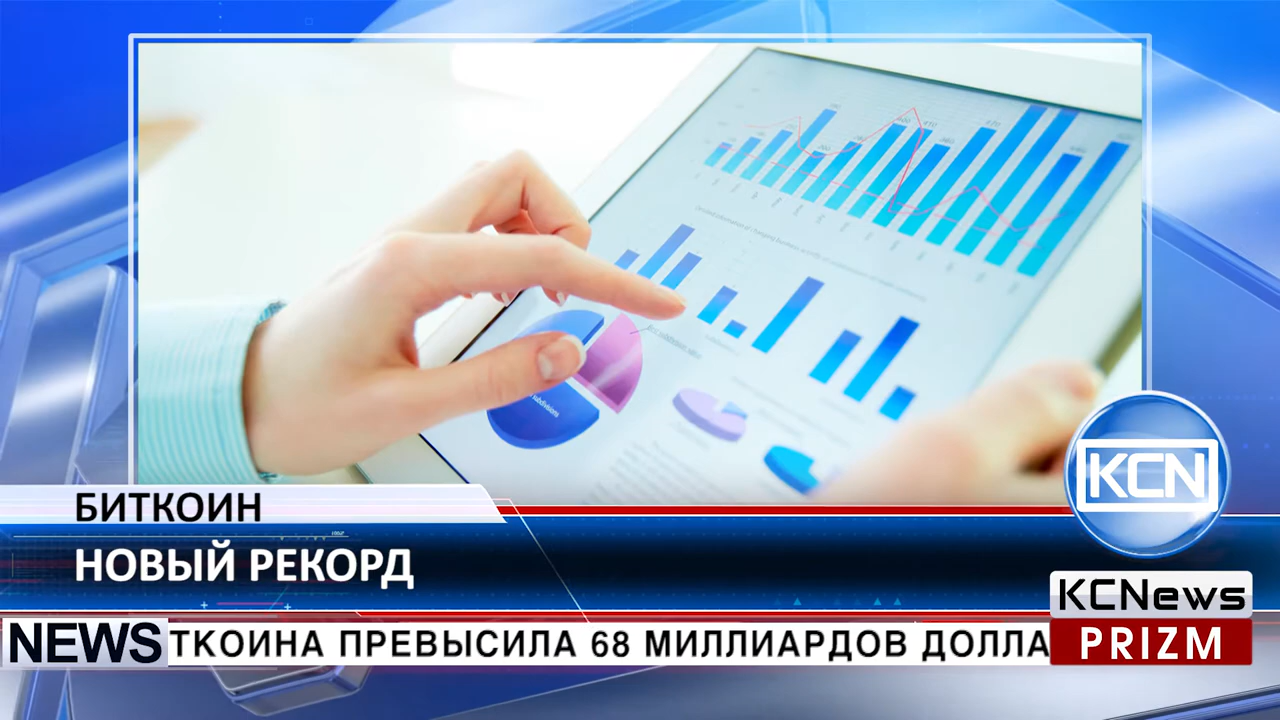 KCN
БИТКОИН
НОВЫЙ РЕКОРД
KCNews
NEWS
ТКОИНА ПРЕВЫСИЛА 68 МИЛЛИАРДОВ ДОЛЛА
PRIZM